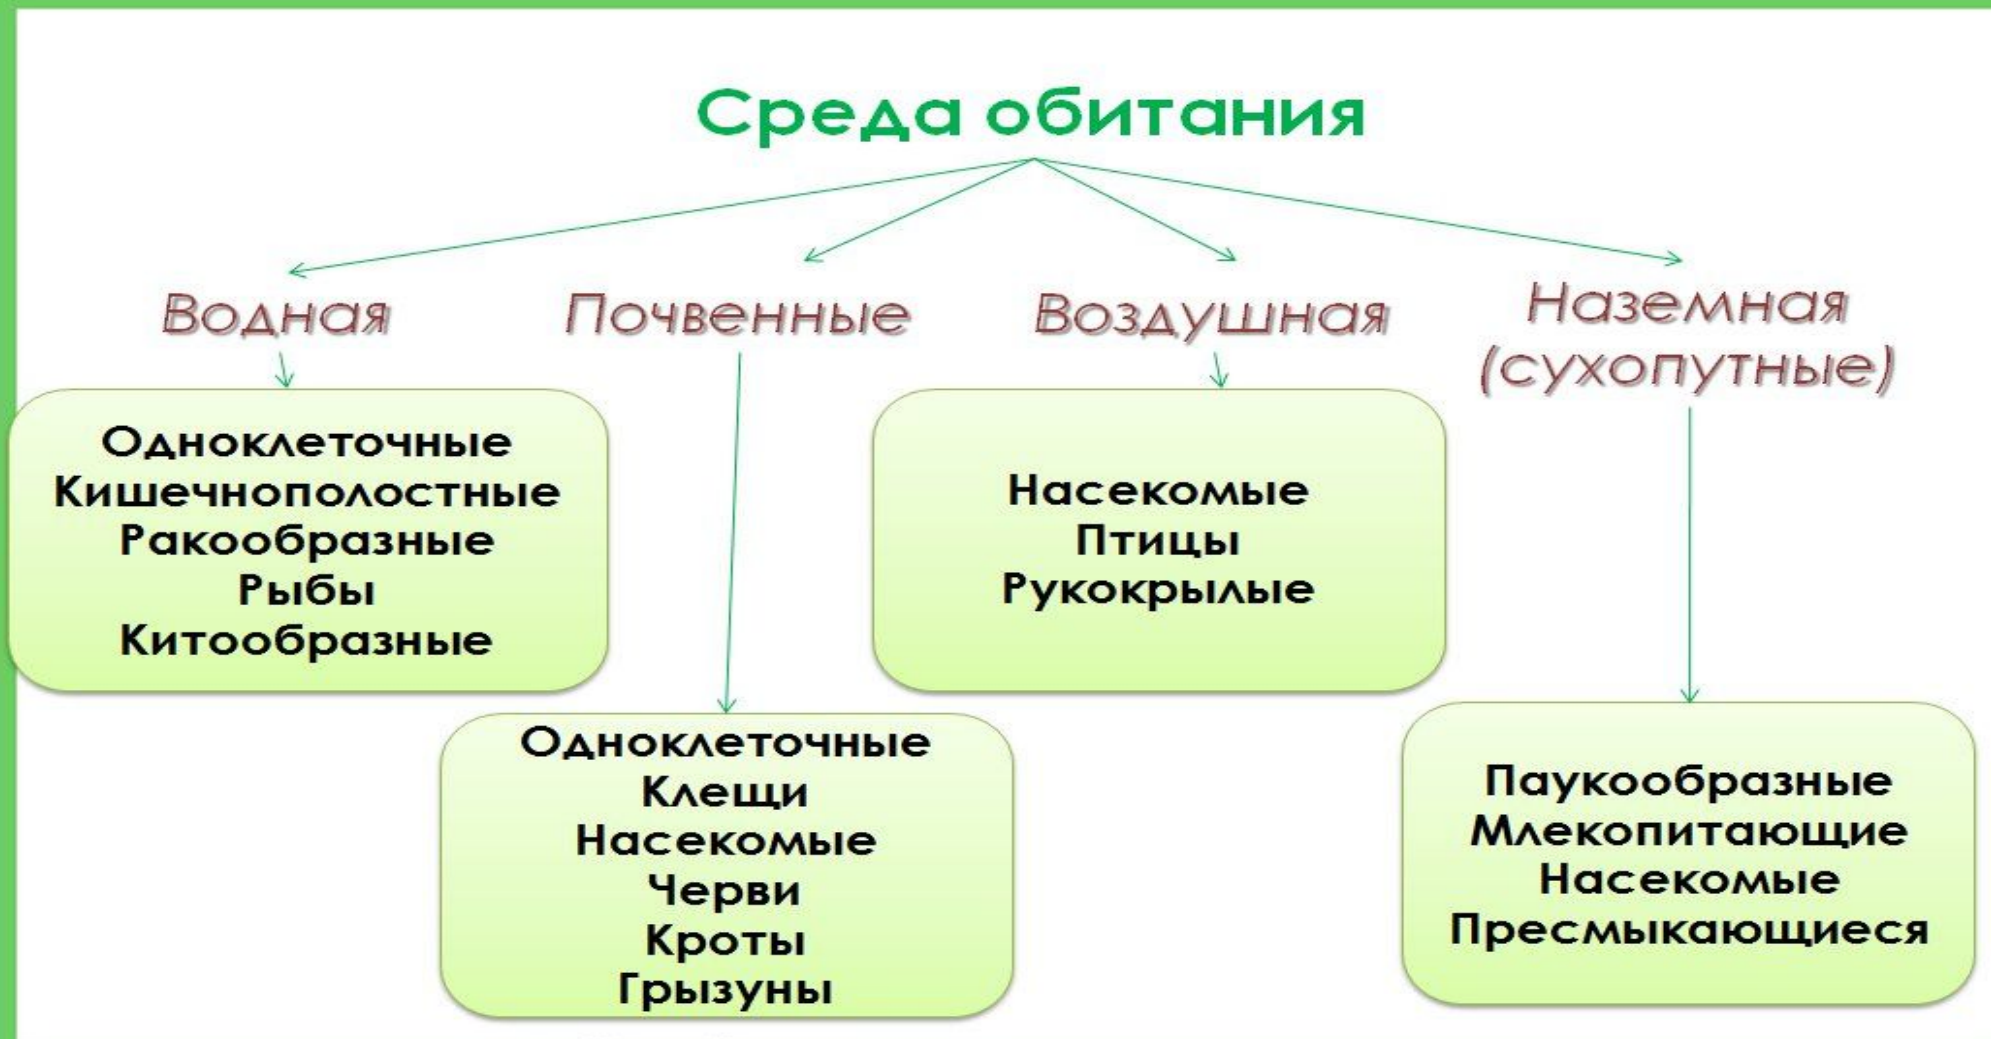 Среда обитания
Водная
Почвенные
Воздушная
Наземная
(сухопутные)
Одноклеточные
Кишечнополостные
Ракообразные
Рыбы
Китообразные
Одноклеточные
Клещи
Насекомые
Черви
Кроты
Грызуны
Насекомые
Птицы
Рукокрылые
Паукообразные
Млекопитающие
Насекомые
Пресмыкающиеся